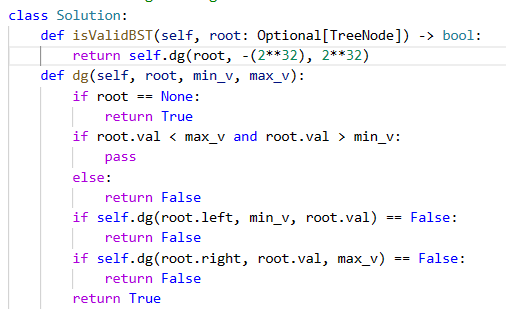 class Solution:
    def isValidBST(self, root: Optional[TreeNode]) -> bool:
        return self.dg(root, -(2**32), 2**32)
    def dg(self, root, min_v, max_v):
        if root == None:
            return True
        if root.val < max_v and root.val > min_v:
            pass
        else:
            return False
        if self.dg(root.left, min_v, root.val) == False:
            return False
        if self.dg(root.right, root.val, max_v) == False:
            return False
        return True